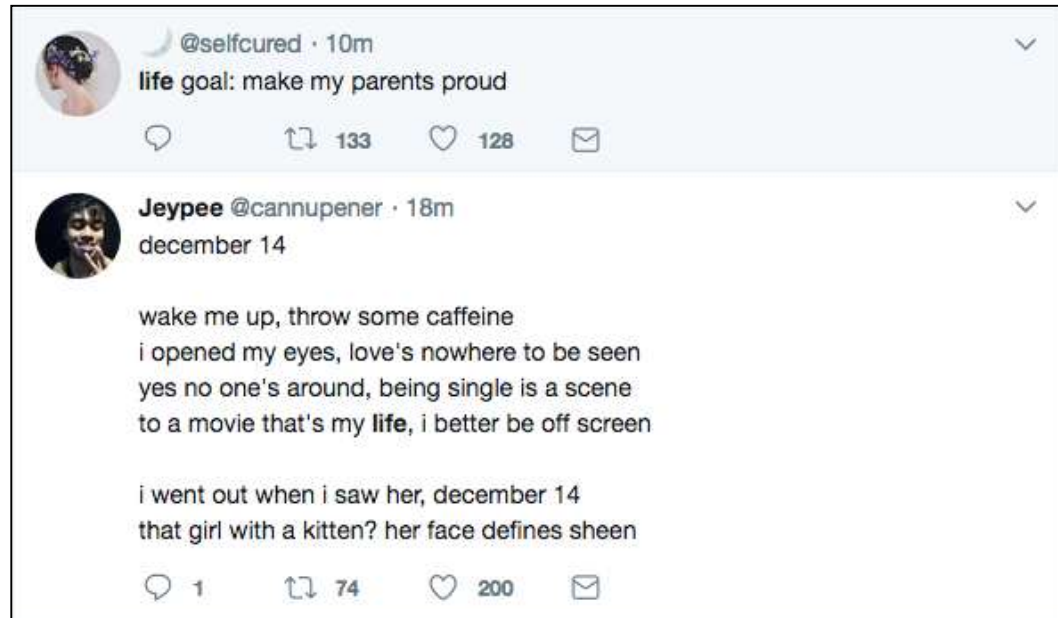 @selfcured · 10m
life goal: make my parents proud
133 128
Jeypee @cannupener · 18m
december 14
wake me up, throw some caffeine
i opened my eyes, love's nowhere to be seen
yes no one's around, being single is a scene
to a movie that's my life, i better be off screen
i went out when i saw her, december 14
that girl with a kitten? her face defines sheen
1 74 200